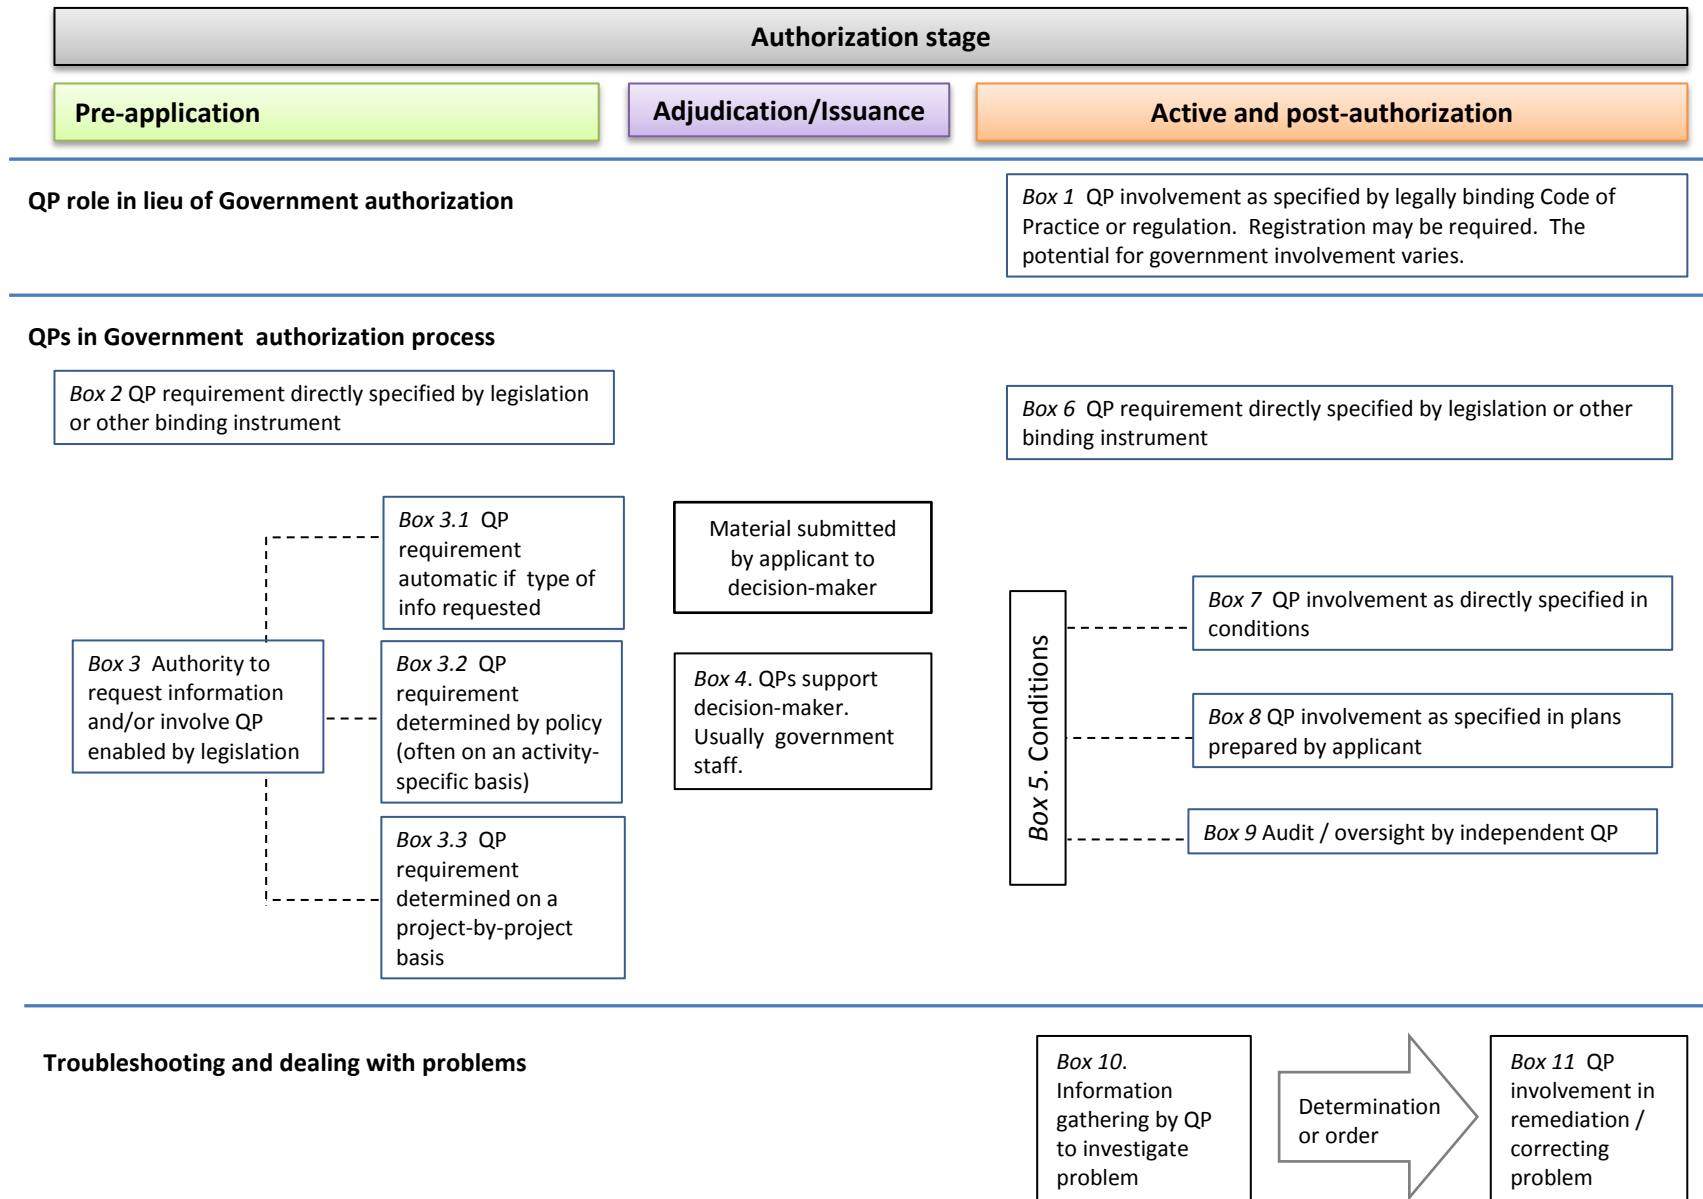 Authorization stage
Pre-application
Adjudication/Issuance
Active and post-authorization
QP role in lieu of Government authorization
Box 1  QP involvement as specified by legally binding Code of
Practice or regulation.  Registration may be required.  The
potential for government involvement varies.
QPs in Government  authorization process
Box 2 QP requirement directly specified by legislation
or other binding instrument
Box 6  QP requirement directly specified by legislation or other
binding instrument
Box 3  Authority to
request information
and/or involve QP
enabled by legislation
Box 3.1  QP
requirement
automatic if  type of
info requested
Box 3.2  QP
requirement
determined by policy
(often on an activity-
specific basis)
Box 3.3  QP
requirement
determined on a
project-by-project
basis
Material submitted
by applicant to
decision-maker
Box 4. QPs support
decision-maker.
Usually  government
staff.
Box 5. Conditions
Box 7  QP involvement as directly specified in
conditions
Box 8 QP involvement as specified in plans
prepared by applicant
Box 9 Audit / oversight by independent QP
Troubleshooting and dealing with problems
Box 10.
Information
gathering by QP
to investigate
problem
Determination
or order
Box 11  QP
involvement in
remediation /
correcting
problem